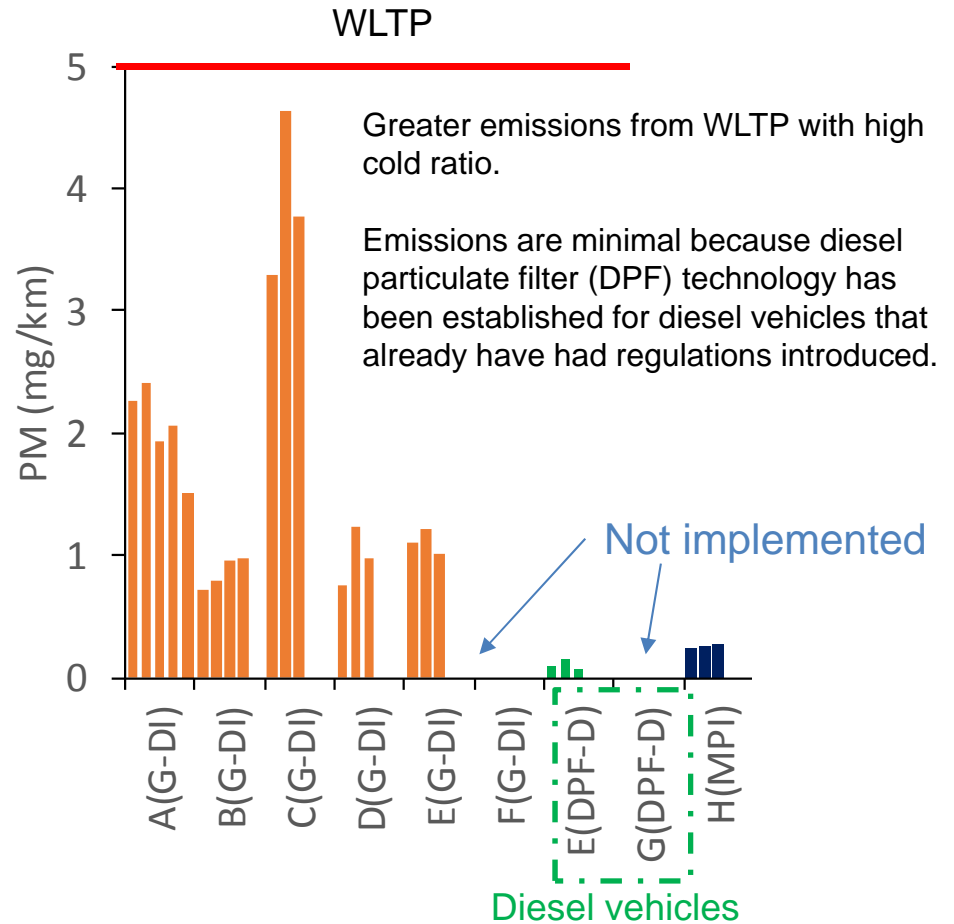 WLTP
Greater emissions from WLTP with high
cold ratio.
Emissions are minimal because diesel
particulate filter (DPF) technology has
been established for diesel vehicles that
already have had regulations introduced.
PM (mg/km)
5
4
3
2
1
0
Not implemented
A(G-DI)
B(G-DI)
C(G-DI)
D(G-DI)
E(G-DI)
F(G-DI)
E(DPF-D)
G(DPF-D)
H(MPI)
Diesel vehicles